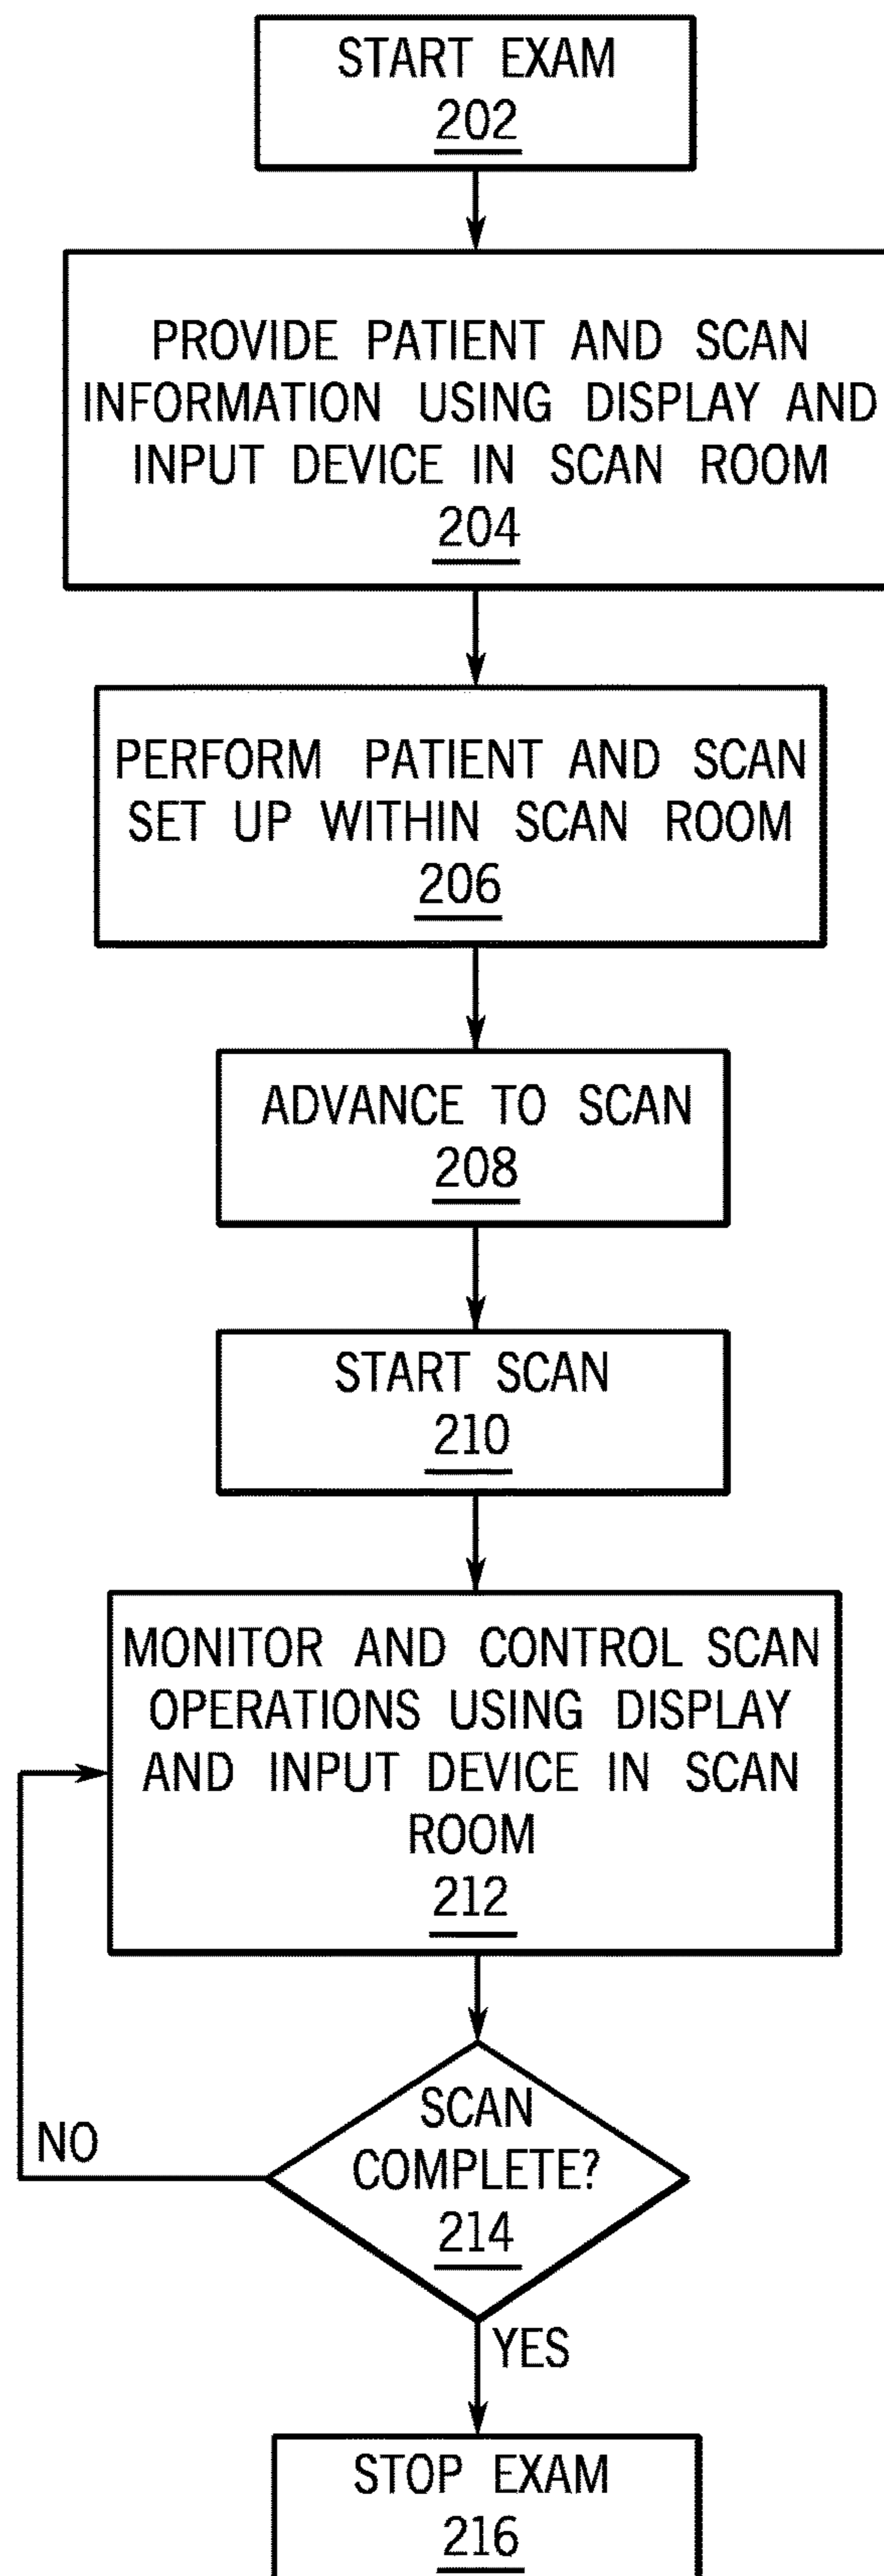 START EXAM
202
PROVIDE PATIENT AND SCAN
INFORMATION USING DISPLAY AND
INPUT DEVICE IN SCAN ROOM
204
PERFORM PATIENT AND SCAN
SET UP WITHIN SCAN ROOM
206
ADVANCE TO SCAN
208
START SCAN
210
MONITOR AND CONTROL SCAN
OPERATIONS USING DISPLAY
AND INPUT DEVICE IN SCAN
ROOM
212
SCAN
COMPLETE?
214
NO
YES
STOP EXAM
216